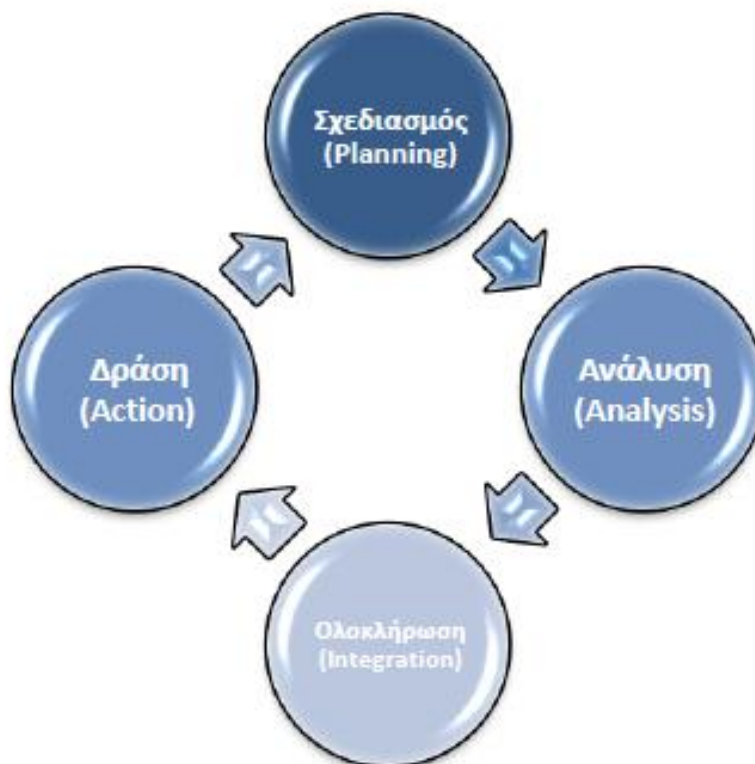 Σχεδιασμός
(Planning)
Δράση
(Action)
Ανάλυση
(Analysis)
Ολοκλήρωση
(Integration)